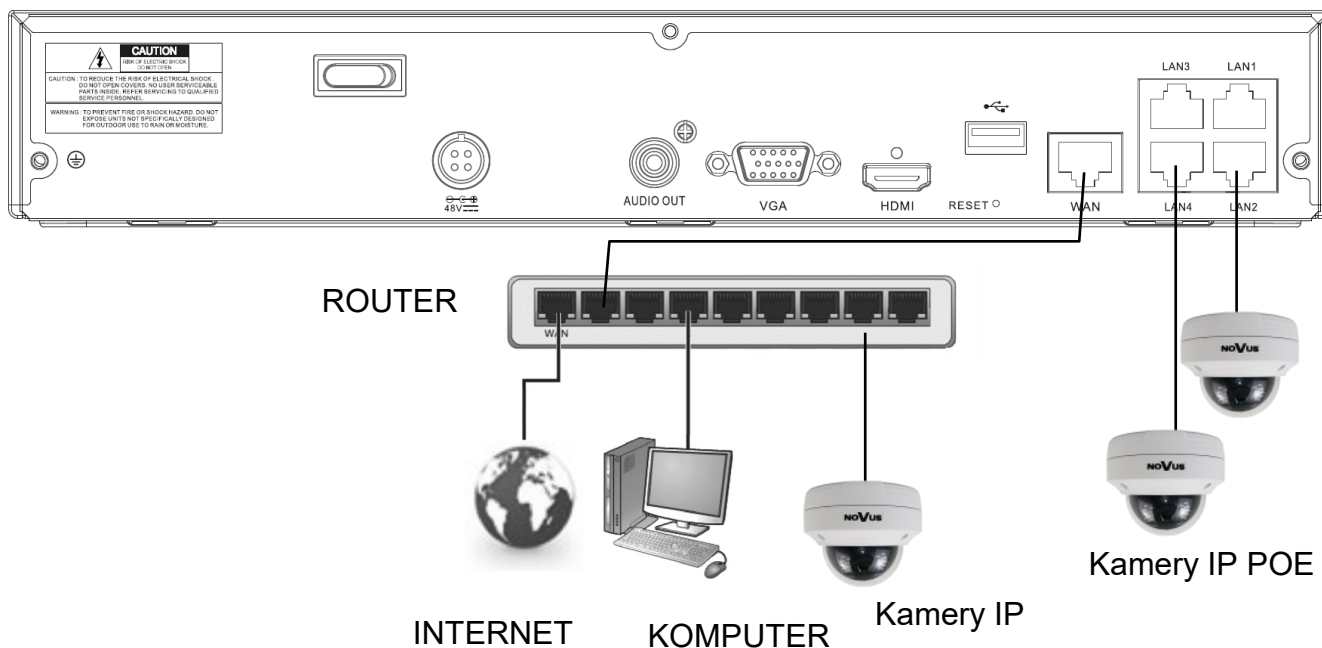 CAUTION
RISK OF ELECTRIC SHOCK
DO NOT OPEN
CAUTION : TO REDUCE THE RISK OF ELECTRICAL SHOCK.
DO NOT OPEN COVERS. NO USER SERVICEABLE
PARTS INSIDE. REFER SERVICING TO QUALIFIED
SERVICE PERSONNEL.
WARNING : TO PREVENT FIRE OR SHOCK HAZARD. DO NOT
EXPOSE UNITS NOT SPECIFICALLY DESIGNED
FOR OUTDOOR USE TO RAIN OR MOISTURE.
LAN3 LAN1
48V
AUDIO OUT
VGA
HDMI
RESET
WAN
LAN4 LAN2
ROUTER
WAN
NOVUS
NOVUS
NOVUS
Kamery IP POE
Kamery IP
INTERNET
KOMPUTER